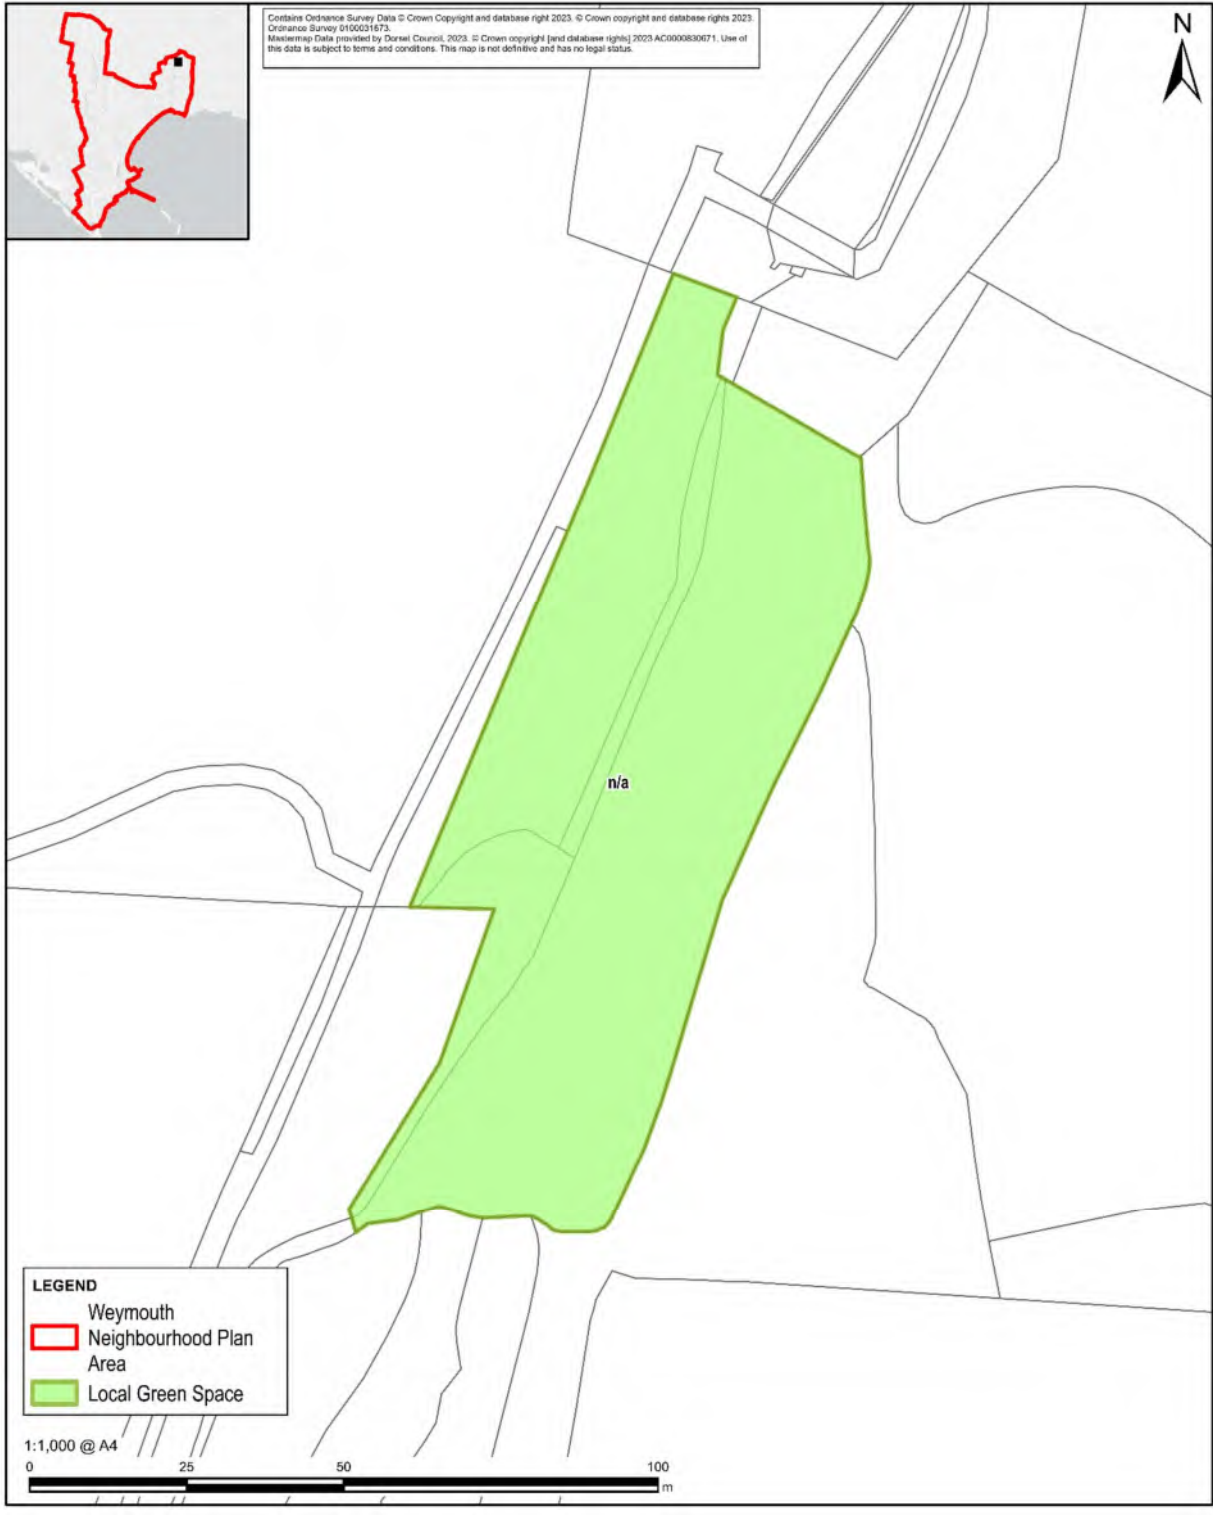 Contains Ordnance Survey Data © Crown Copyright and database right 2023. © Crown copyright and database rights 2023.
Ordnance Survey 0100031673.
Mastermap Data provided by Dorset Council, 2023. © Crown copyright [and database rights] 2023 AC0000830671. Use of
this data is subject to terms and conditions. This map is not definitive and has no legal status.
N
n/a
LEGEND
Weymouth
Neighbourhood Plan
Area
Local Green Space
1:1,000 @ A4
0 25 50 100
m